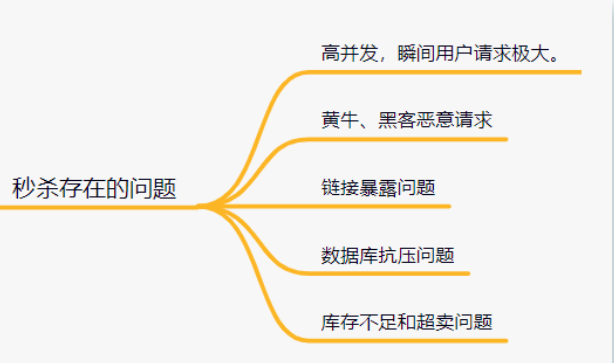 秒杀存在的问题
高并发，瞬间用户请求极大。
黄牛、黑客恶意请求
链接暴露问题
数据库抗压问题
库存不足和超卖问题